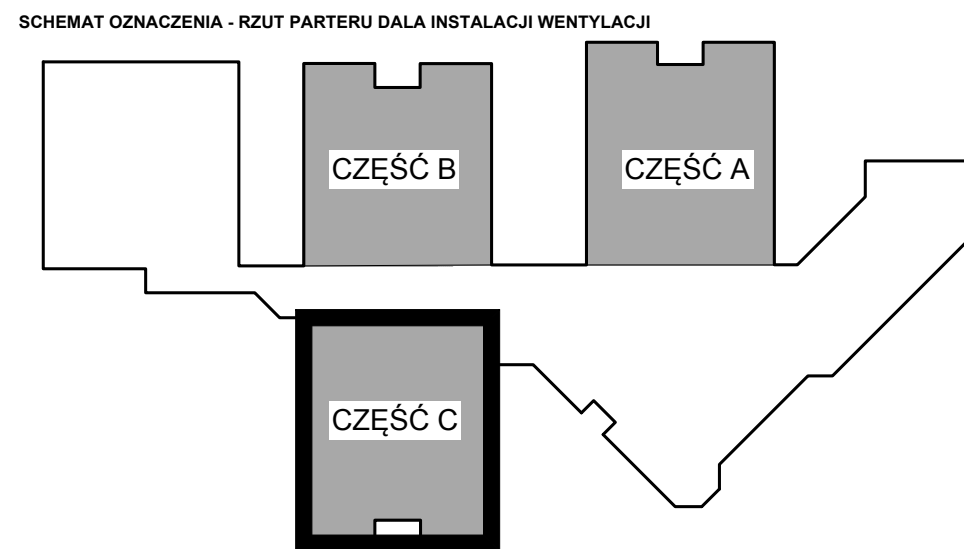 SCHEMAT OZNACZENIA - RZUT PARTERU DALA INSTALACJI WENTYLACJI
CZĘŚĆ B
CZĘŚĆ A
CZĘŚĆ C